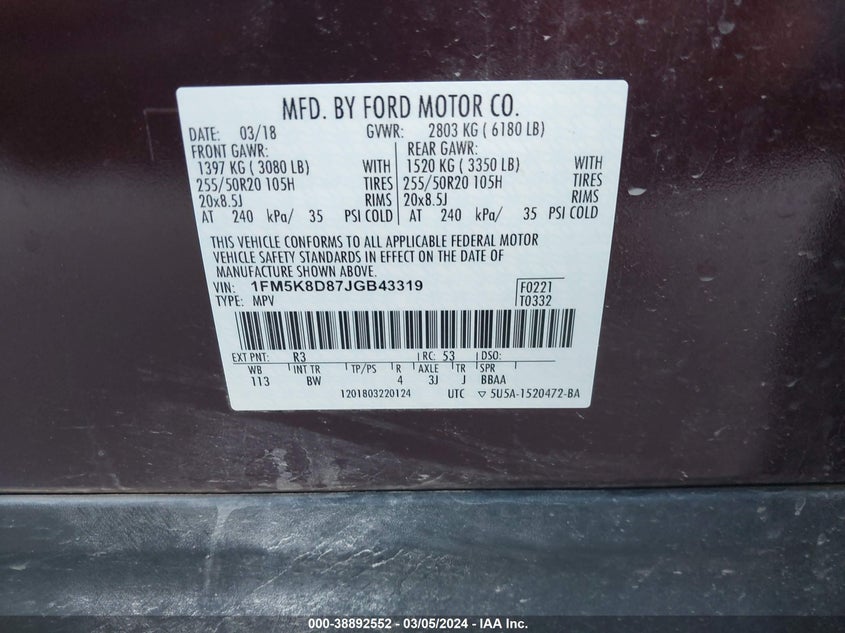 MFD. BY FORD MOTOR CO.
DATE: 03/18 GVWR: 2803 KG ( 6180 LB)
FRONT GAWR: REAR GAWR:
1397 KG ( 3080 LB) WITH 1520 KG ( 3350 LB) WITH
255/50R20 105H TIRES 255/50R20 105H TIRES
20x8.5J RIMS 20x8.5J RIMS
AT 240 kPa/ 35 PSI COLD AT 240 kPa/ 35 PSI COLD
THIS VEHICLE CONFORMS TO ALL APPLICABLE FEDERAL MOTOR
VEHICLE SAFETY STANDARDS IN EFFECT ON THE DATE OF
MANUFACTURE SHOWN ABOVE.
VIN: 1FM5K8D87JGB43319 F0221
TYPE: MPV T0332
EXT PNT: R3 RC: 53 DSO:
WB INT TR TP/PS R AXLE TR SPR
113 BW 4 3J J BBAA
1201803220124 UTC ▽ 5U5A-1520472-BA
000-38892552 - 03/05/2024 - IAA Inc.